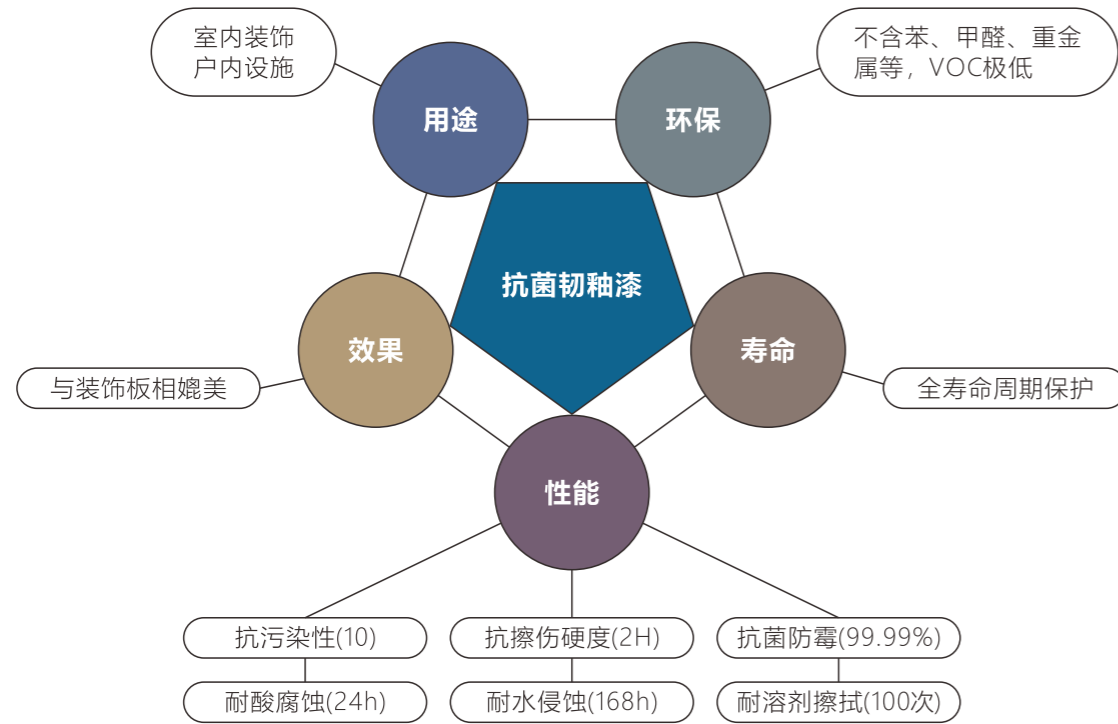 室内装饰
户内设施
不含苯、甲醛、重金
属等，VOC极低
用途
环保
抗菌韧釉漆
效果
寿命
与装饰板相媲美
全寿命周期保护
性能
抗污染性(10)
抗擦伤硬度(2H)
抗菌防霉(99.99%)
耐酸腐蚀(24h)
耐水侵蚀(168h)
耐溶剂擦拭(100次)